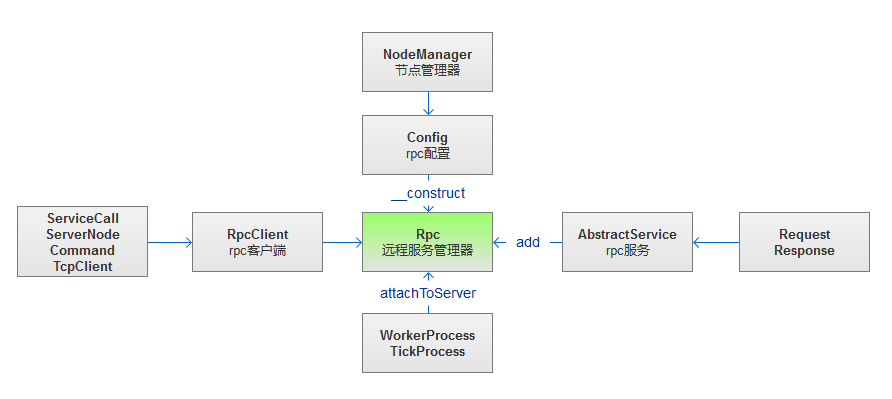 NodeManager
节点管理器
Config
rpc配置
__construct
ServiceCall
ServerNode
Command
TcpClient
RpcClient
rpc客户端
Rpc
远程服务管理器
add
AbstractService
rpc服务
Request
Response
attachToServer
WorkerProcess
TickProcess